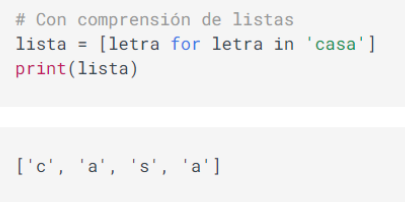 # Con comprensión de listas
lista = [letra for letra in 'casa']
print(lista)
['c', 'a', 's', 'a']